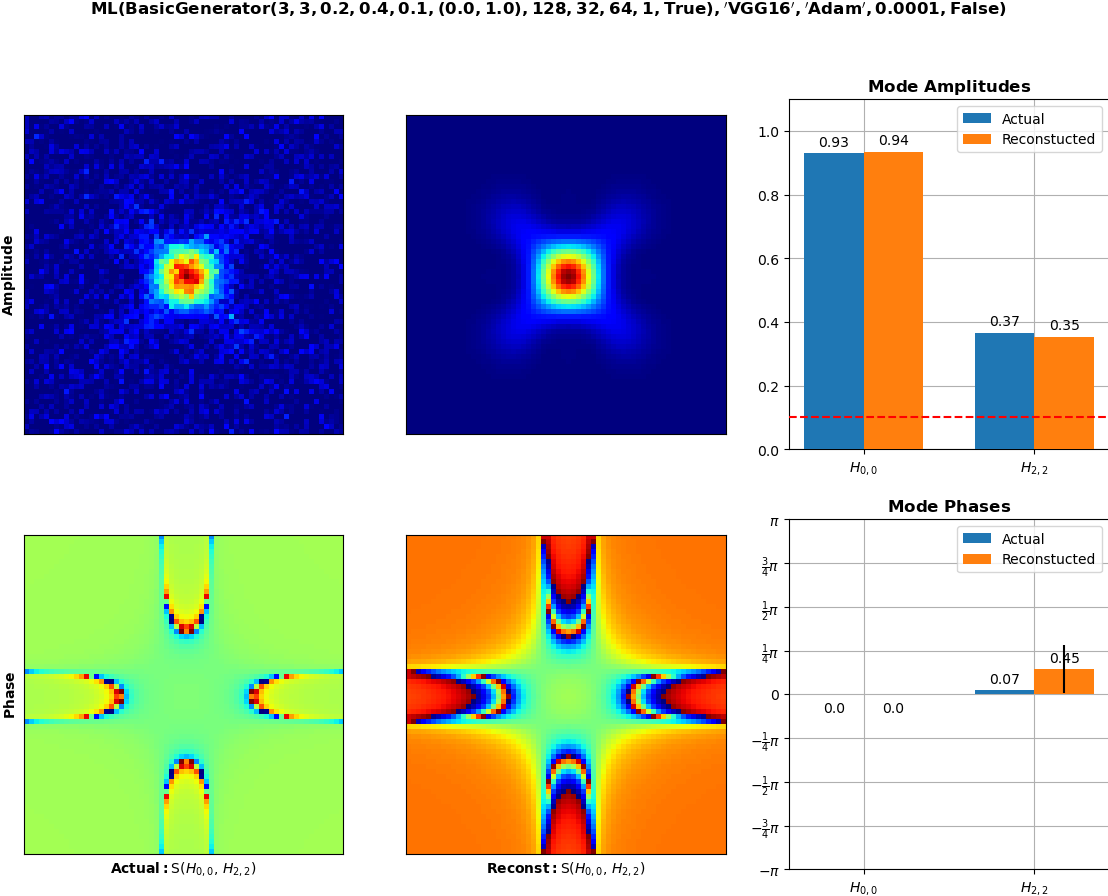 ML(BasicGenerator(3, 3, 0.2, 0.4, 0.1, (0.0, 1.0), 128, 32, 64, 1, True), ′VGG16′, ′Adam′, 0.0001, False)
Amplitude
Mode Amplitudes
Actual
Reconstucted
1.0
0.8
0.6
0.4
0.2
0.0
0.93
0.94
0.37
0.35
H0,0
H2,2
Phase
Actual: S(H0,0, H2,2)
Reconst: S(H0,0, H2,2)
Mode Phases
Actual
Reconstucted
π
3/4π
1/2π
1/4π
0
−1/4π
−1/2π
−3/4π
−π
0.0
0.0
0.07
0.45
H0,0
H2,2